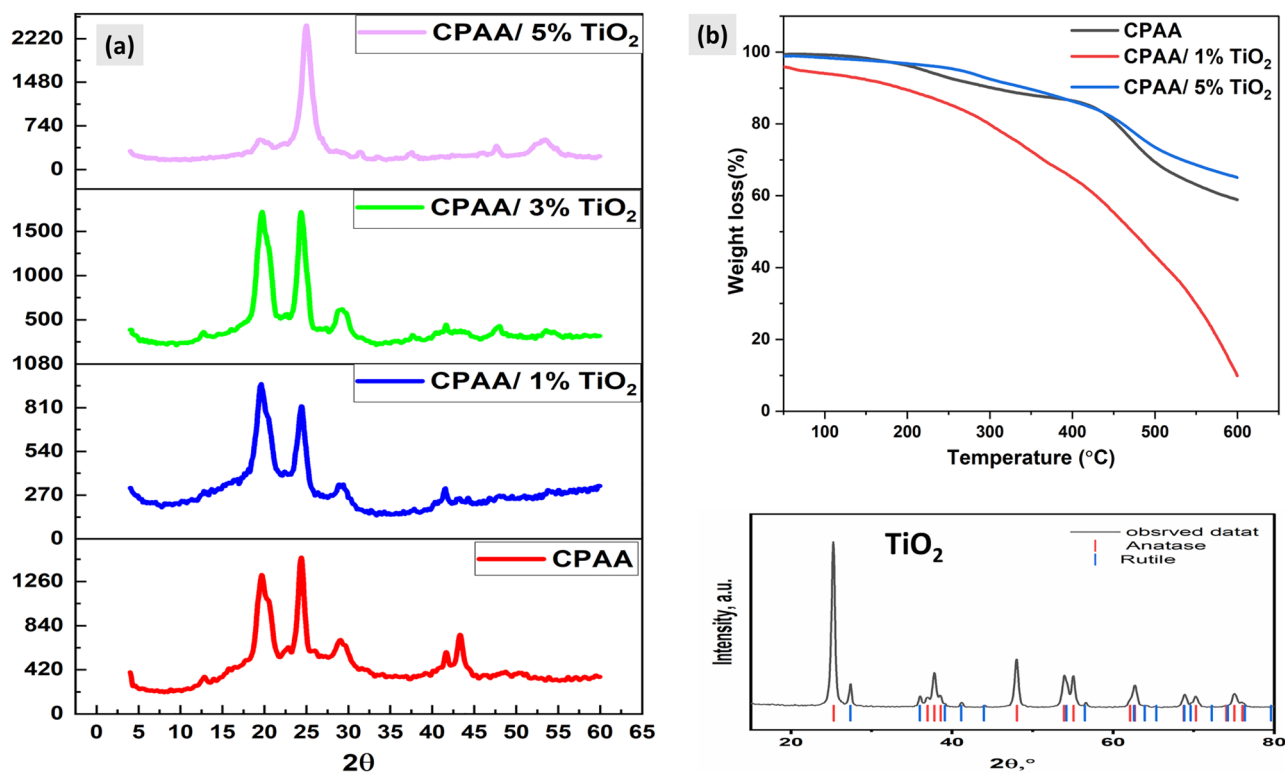 (a)
CPAA/ 5% TiO₂
2220
1480
740
0
CPAA/ 3% TiO₂
1500
1000
500
1080
CPAA/ 1% TiO₂
810
540
270
0
CPAA
1260
840
420
0
0 5 10 15 20 25 30 35 40 45 50 55 60 65
2θ
(b)
CPAA
CPAA/ 1% TiO₂
CPAA/ 5% TiO₂
Weight loss(%)
100
80
60
40
20
0
100 200 300 400 500 600
Temperature (°C)
TiO₂
obsrved datat
Anatase
Rutile
Intensity, a.u.
20 40 60 80
2θ,°